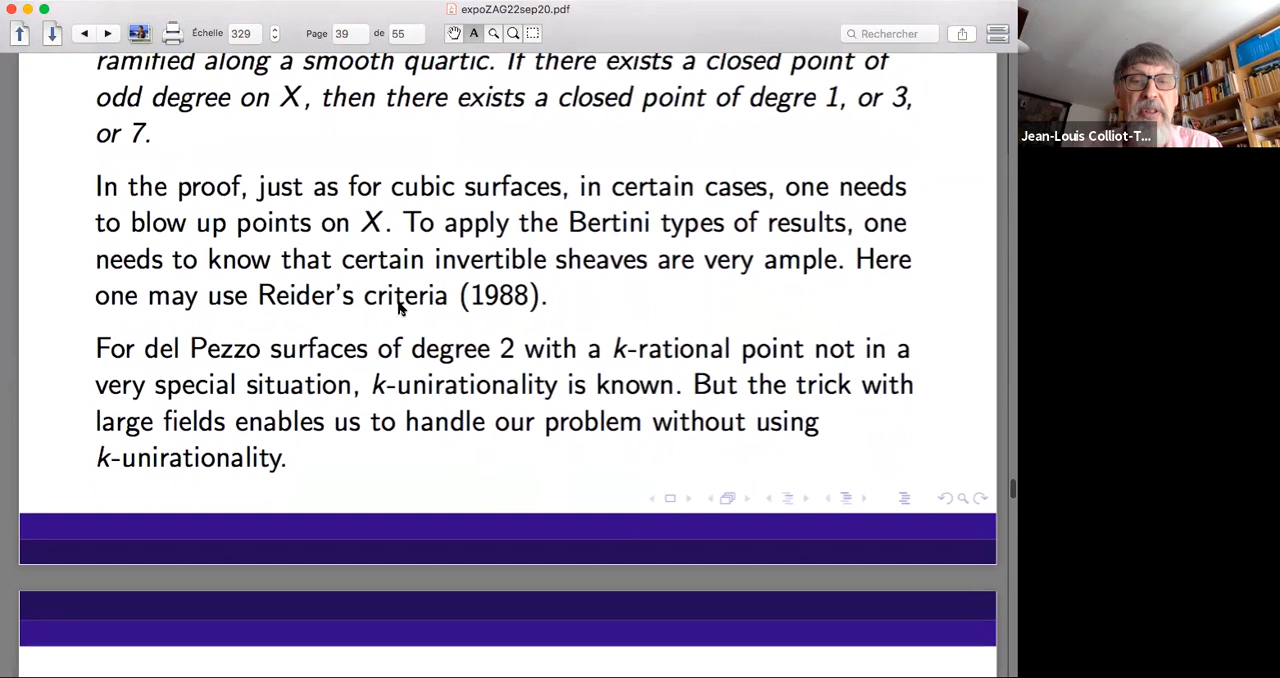 expoZAG22sep20.pdf
Échelle 329 Page 39 de 55 A Rechercher
ramified along a smooth quartic. If there exists a closed point of
odd degree on X, then there exists a closed point of degre 1, or 3,
or 7.
In the proof, just as for cubic surfaces, in certain cases, one needs
to blow up points on X. To apply the Bertini types of results, one
needs to know that certain invertible sheaves are very ample. Here
one may use Reider's criteria (1988).
For del Pezzo surfaces of degree 2 with a k-rational point not in a
very special situation, k-unirationality is known. But the trick with
large fields enables us to handle our problem without using
k-unirationality.
Jean-Louis Colliot-T...